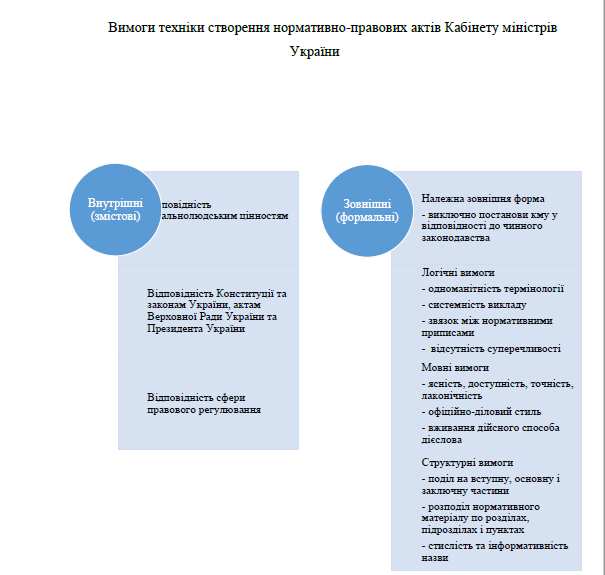 Вимоги техніки створення нормативно-правових актів Кабінету міністрів
України
Внутрішні
(змістові)
повідність
альнолюдським цінностям
Відповідність Конституції та
законам України, актам
Верховної Ради України та
Президента України
Відповідність сфери
правового регулювання
Зовнішні
(формальні)
Належна зовнішня форма
- виключно постанови кму у
відповідності до чинного
законодавства
Логічні вимоги
- одноманітність термінології
- системність викладу
- звязок між нормативними
приписами
- відсутність суперечливості
Мовні вимоги
- ясність, доступність, точність,
лаконічність
- офіційно-діловий стиль
- вживання дійсного способа
дієслова
Структурні вимоги
- поділ на вступну, основну і
заключну частини
- розподіл нормативного
матеріалу по розділах,
підрозділах і пунктах
- стислість та інформативність
назви